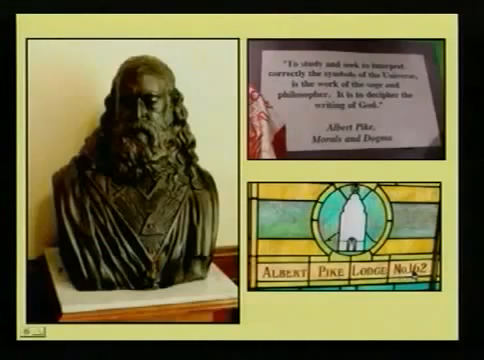 "To study and seek to interpret
correctly the symbols of the Universe,
is the work of the sage and
philosopher. It is to decipher the
writing of God."
Albert Pike,
Morals and Dogma
ALBERT PIKE LODGE No.162